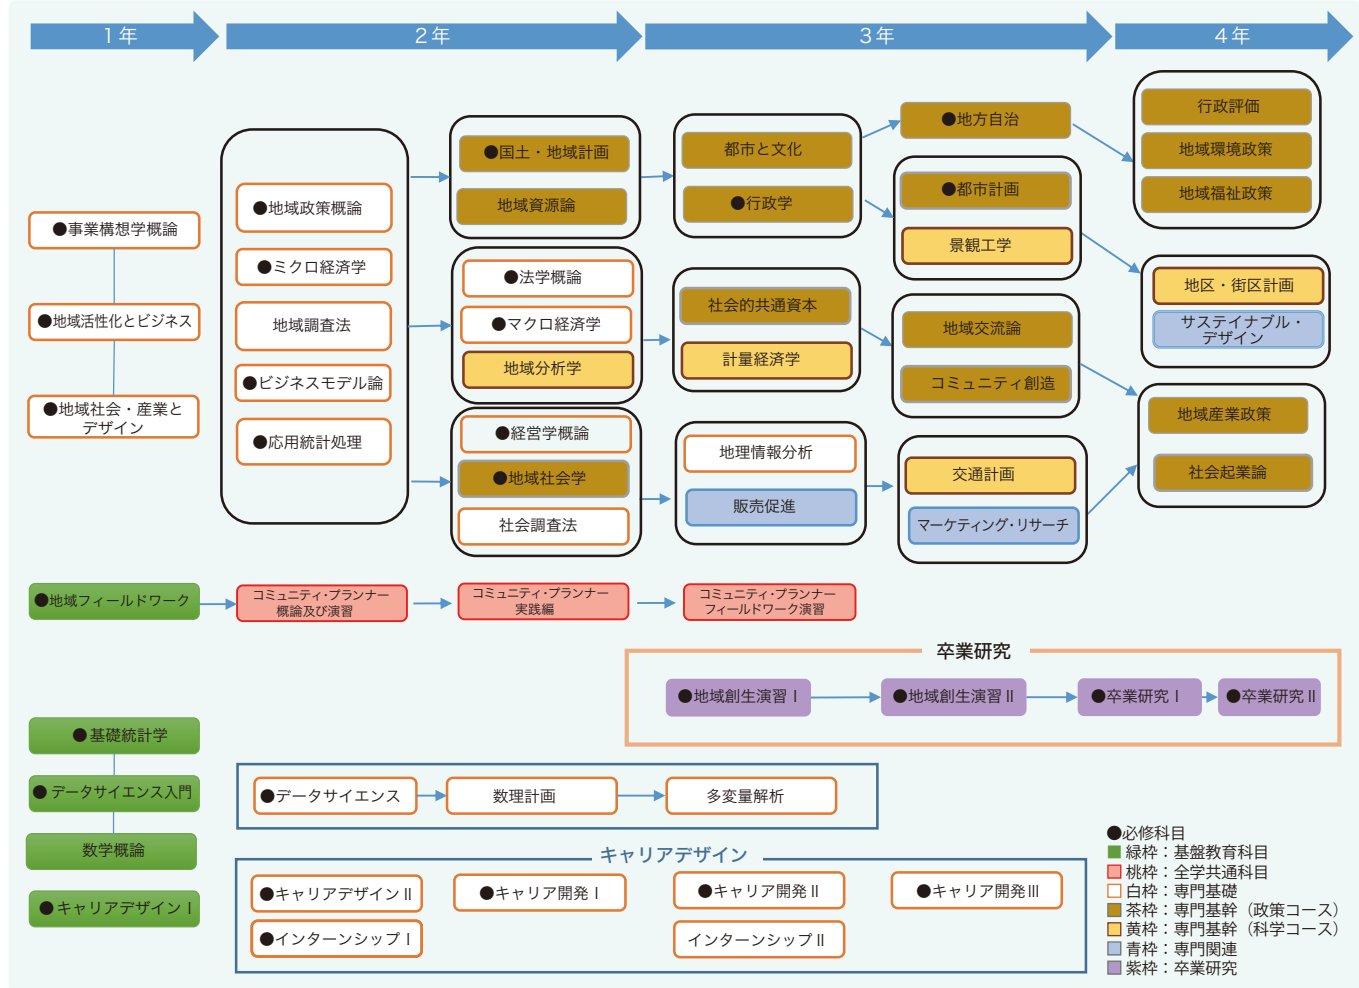 1年
2年
3年
4年
●事業構想学概論
●地域活性化とビジネス
●地域社会・産業と
デザイン
●地域政策概論
●ミクロ経済学
地域調査法
●ビジネスモデル論
●応用統計処理
●国土・地域計画
地域資源論
●法学概論
●マクロ経済学
地域分析学
●経営学概論
●地域社会学
社会調査法
都市と文化
●行政学
社会的共通資本
計量経済学
地理情報分析
販売促進
●地方自治
●都市計画
景観工学
地域交流論
コミュニティ創造
交通計画
マーケティング・リサーチ
行政評価
地域環境政策
地域福祉政策
地区・街区計画
サステイナブル・
デザイン
地域産業政策
社会起業論
●地域フィールドワーク
コミュニティ・プランナー
概論及び演習
コミュニティ・プランナー
実践編
コミュニティ・プランナー
フィールドワーク演習
卒業研究
●地域創生演習Ⅰ
●地域創生演習Ⅱ
●卒業研究Ⅰ
●卒業研究Ⅱ
●基礎統計学
●データサイエンス入門
数学概論
●キャリアデザインⅠ
●データサイエンス
数理計画
多変量解析
キャリアデザイン
●キャリアデザインⅡ
●キャリア開発Ⅰ
●キャリア開発Ⅱ
●キャリア開発Ⅲ
●インターンシップⅠ
インターンシップⅡ
●必修科目
緑枠：基盤教育科目
桃枠：全学共通科目
白枠：専門基礎
茶枠：専門基幹（政策コース）
黄枠：専門基幹（科学コース）
青枠：専門関連
紫枠：卒業研究